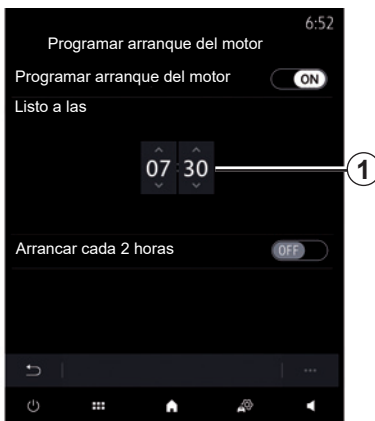 6:52
Programar arranque del motor
Programar arranque del motor ON
Listo a las
07 : 30
1
Arrancar cada 2 horas OFF